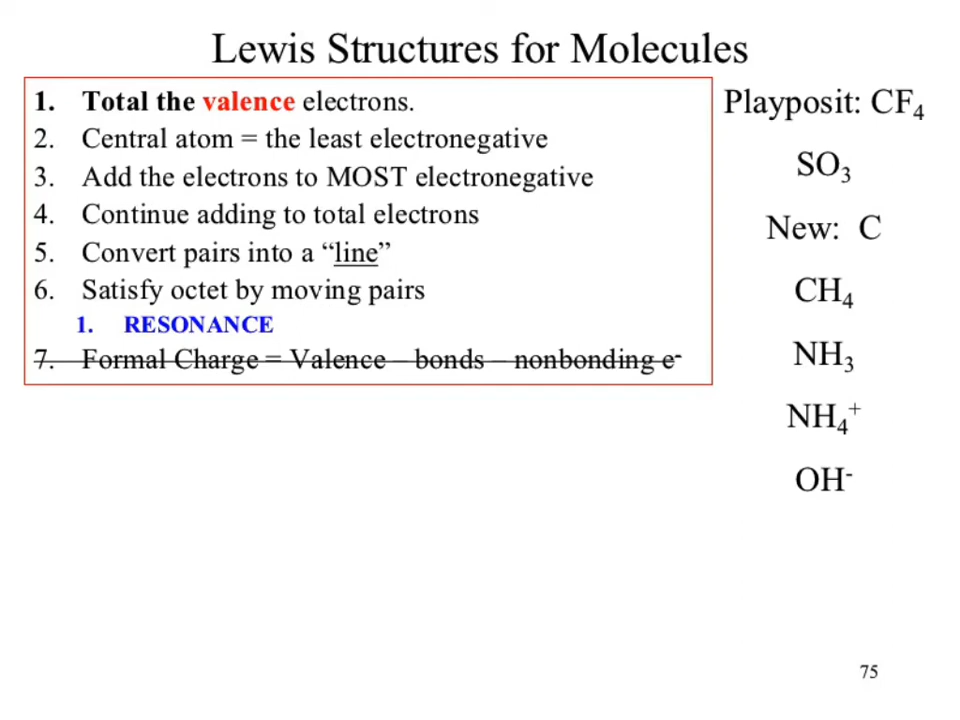 Lewis Structures for Molecules
1. Total the valence electrons.
2. Central atom = the least electronegative
3. Add the electrons to MOST electronegative
4. Continue adding to total electrons
5. Convert pairs into a “line”
6. Satisfy octet by moving pairs
1. RESONANCE
7. Formal Charge = Valence – bonds – nonbonding e⁻
Playposit: CF₄
SO₃
New: C
CH₄
NH₃
NH₄⁺
OH⁻
75